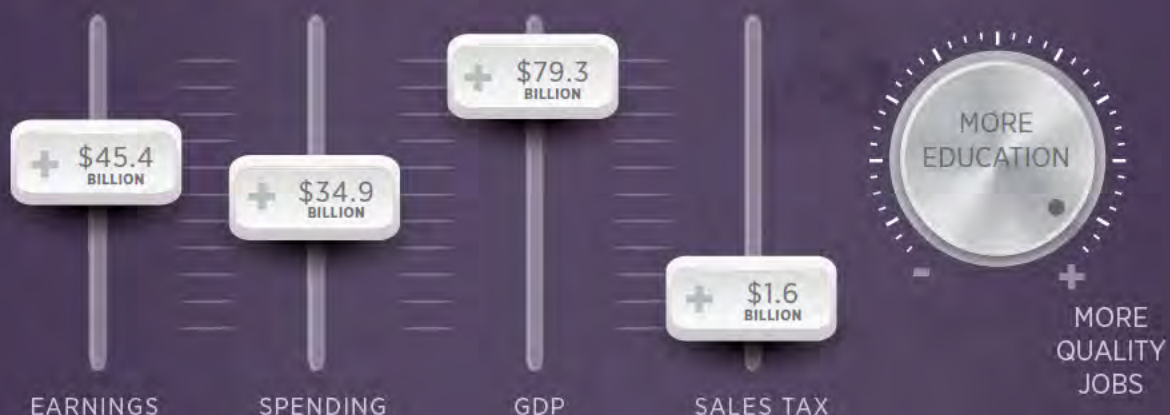 + $45.4
BILLION
EARNINGS
+ $34.9
BILLION
SPENDING
+ $79.3
BILLION
GDP
+ $1.6
BILLION
SALES TAX
MORE
EDUCATION
- +
MORE
QUALITY
JOBS